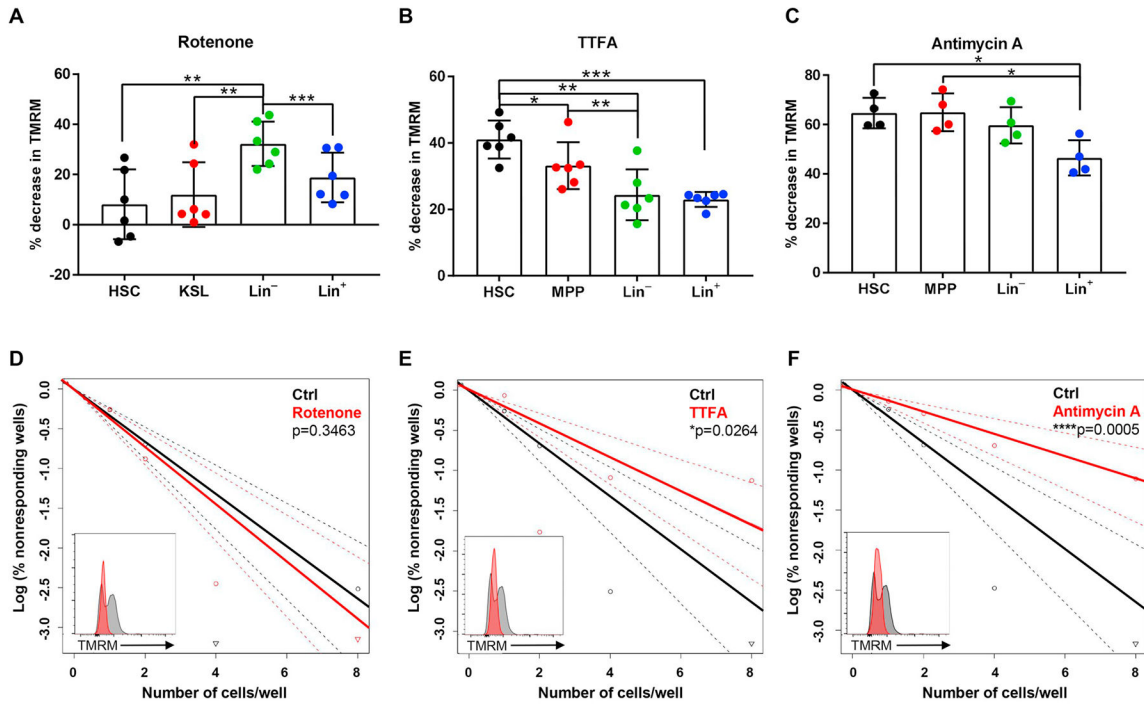 A
Rotenone
% decrease in TMRM
60
40
20
0
-20
**
**
***
HSC
KSL
Lin⁻
Lin⁺
B
TTFA
% decrease in TMRM
60
40
20
0
***
**
*
**
HSC
MPP
Lin⁻
Lin⁺
C
Antimycin A
% decrease in TMRM
80
60
40
20
0
*
*
HSC
MPP
Lin⁻
Lin⁺
D
Log (% nonresponding wells)
0.0
-0.5
-1.0
-1.5
-2.0
-2.5
-3.0
Ctrl
Rotenone
p=0.3463
TMRM
0
2
4
6
8
Number of cells/well
E
Log (% nonresponding wells)
0.0
-0.5
-1.0
-1.5
-2.0
-2.5
-3.0
Ctrl
TTFA
*p=0.0264
TMRM
0
2
4
6
8
Number of cells/well
F
Log (% nonresponding wells)
0.0
-0.5
-1.0
-1.5
-2.0
-2.5
-3.0
Ctrl
Antimycin A
****p=0.0005
TMRM
0
2
4
6
8
Number of cells/well